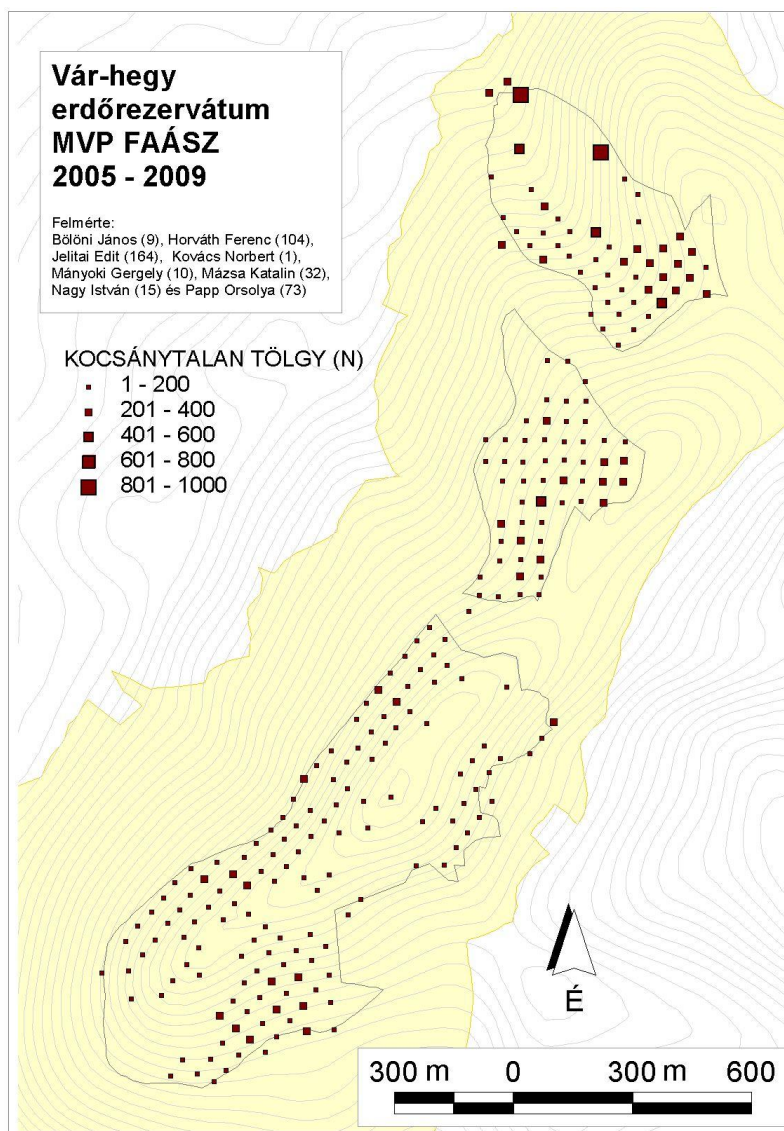 Vár-hegy
erdőrezervátum
MVP FAÁSZ
2005 - 2009
Felmérte:
Bölöni János (9), Horváth Ferenc (104),
Jelitai Edit (164), Kovács Norbert (1),
Mányoki Gergely (10), Mázsa Katalin (32),
Nagy István (15) és Papp Orsolya (73)
KOCSÁNYTALAN TÖLGY (N)
1 - 200
201 - 400
401 - 600
601 - 800
801 - 1000
É
300 m 0 300 m 600